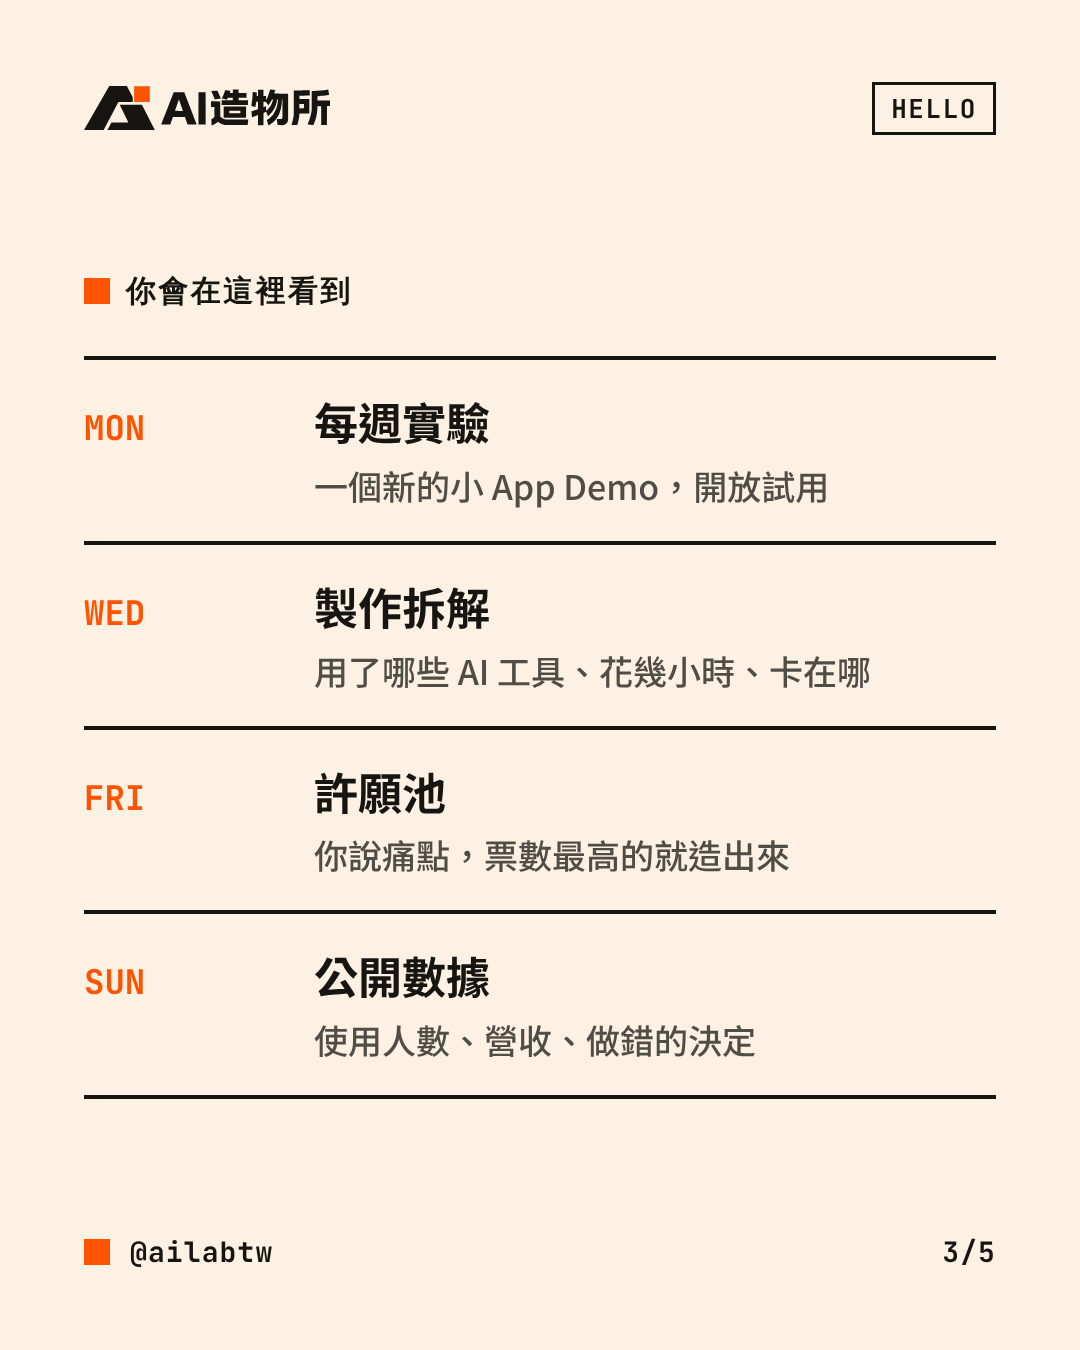 AI造物所
HELLO
你會在這裡看到
MON
每週實驗
一個新的小 App Demo，開放試用
WED
製作拆解
用了哪些 AI 工具、花幾小時、卡在哪
FRI
許願池
你說痛點，票數最高的就造出來
SUN
公開數據
使用人數、營收、做錯的決定
@ailabtw
3/5